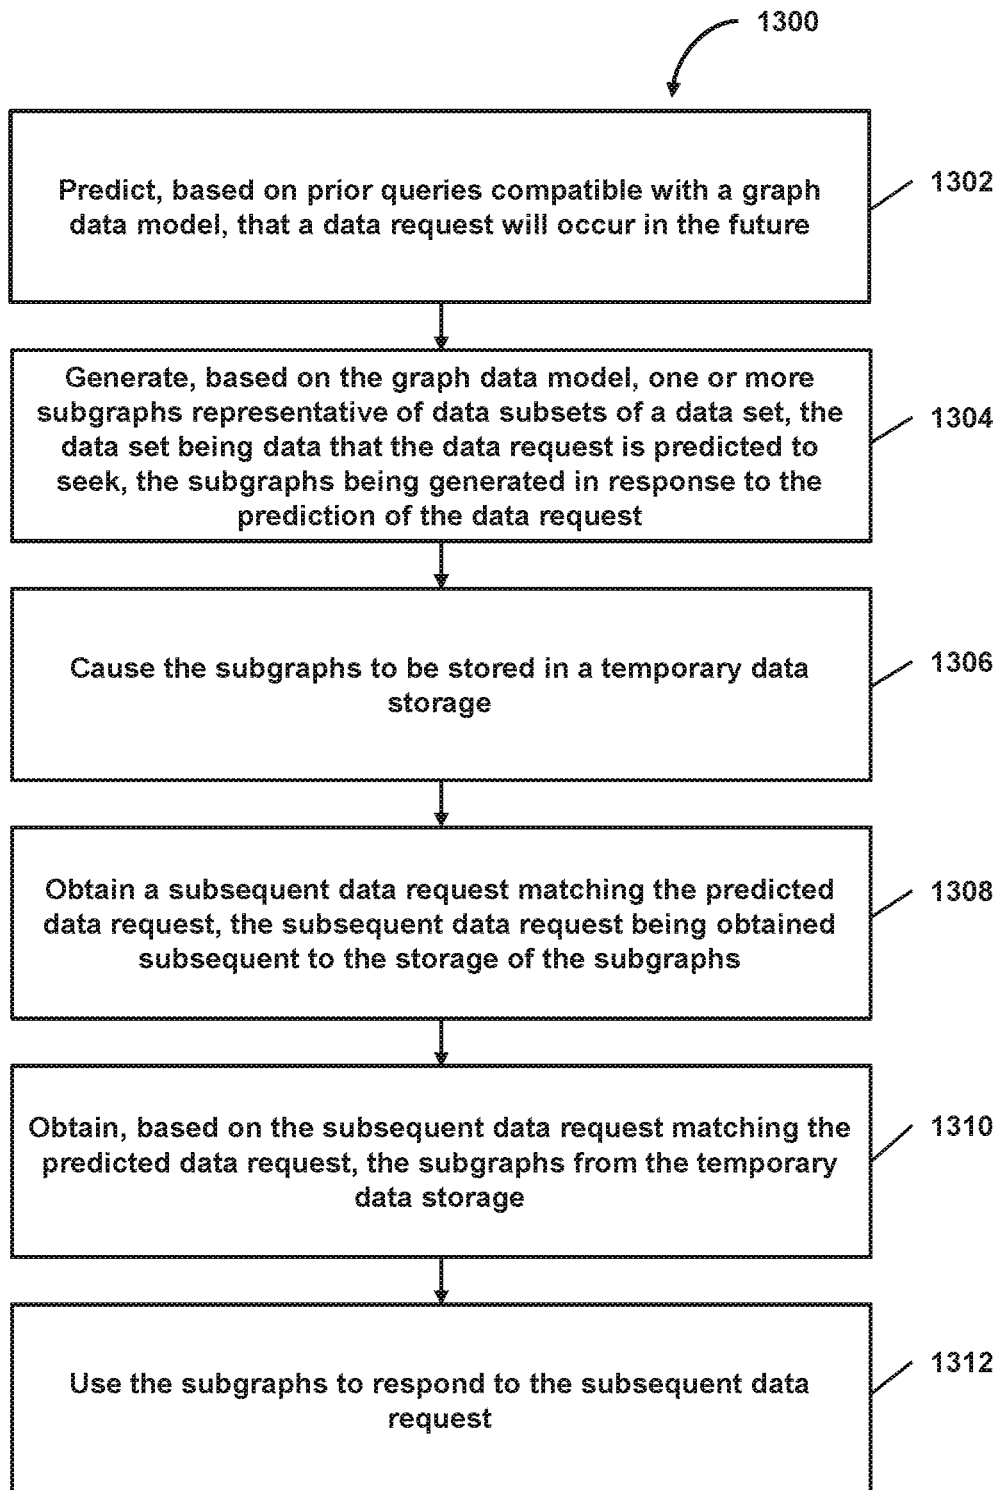 1300
Predict, based on prior queries compatible with a graph
data model, that a data request will occur in the future
1302
Generate, based on the graph data model, one or more
subgraphs representative of data subsets of a data set, the
data set being data that the data request is predicted to
seek, the subgraphs being generated in response to the
prediction of the data request
1304
Cause the subgraphs to be stored in a temporary data
storage
1306
Obtain a subsequent data request matching the predicted
data request, the subsequent data request being obtained
subsequent to the storage of the subgraphs
1308
Obtain, based on the subsequent data request matching the
predicted data request, the subgraphs from the temporary
data storage
1310
Use the subgraphs to respond to the subsequent data
request
1312